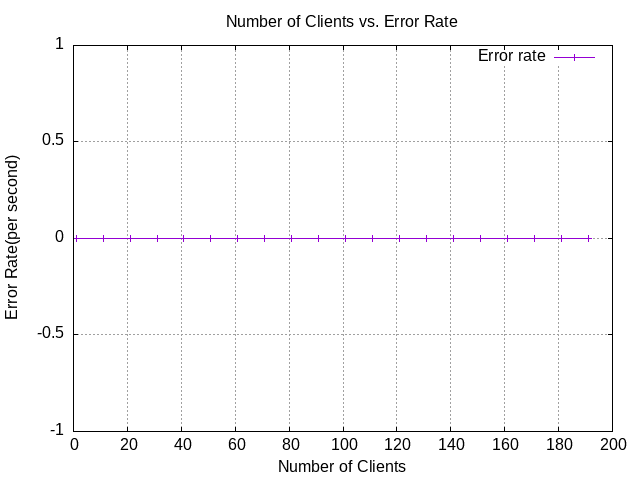 Number of Clients vs. Error Rate
Error rate
1
0.5
0
-0.5
-1
Error Rate(per second)
0 20 40 60 80 100 120 140 160 180 200
Number of Clients